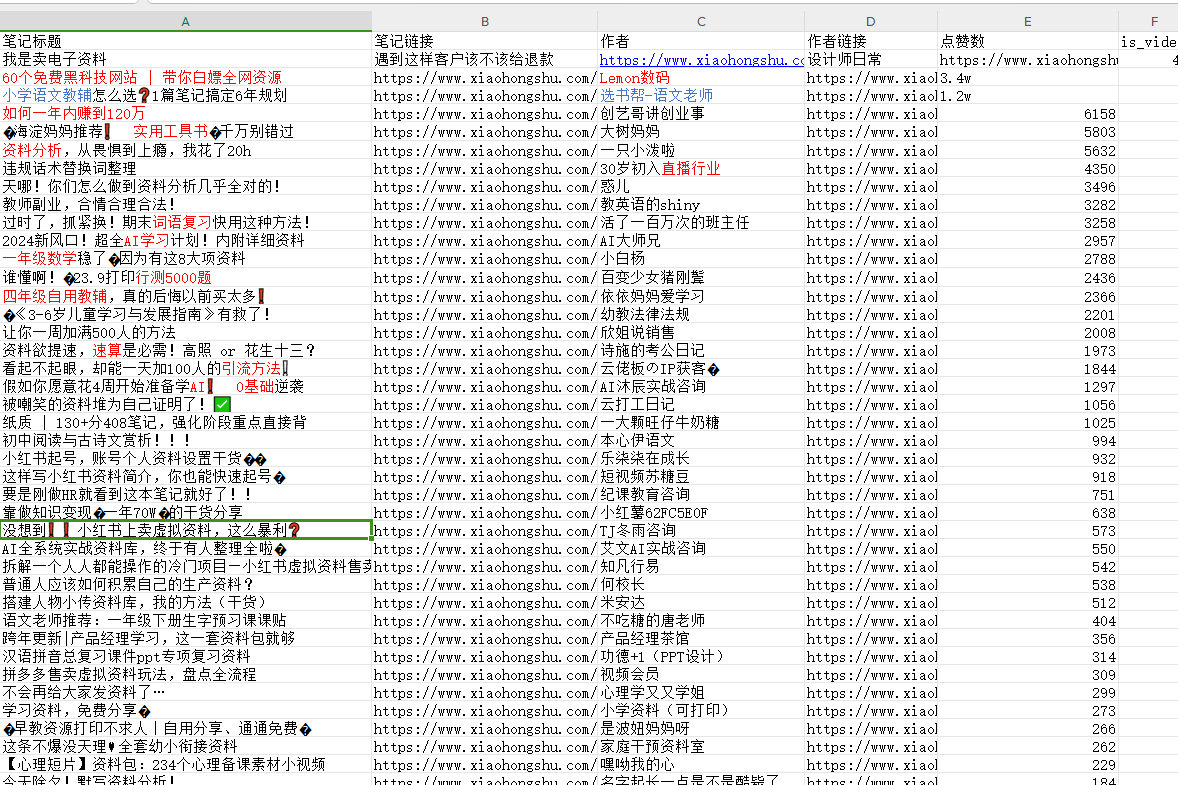 A B C D E F
笔记标题 笔记链接 作者 作者链接 点赞数 is_vide
我是卖电子资料 遇到这样客户该不该给退款 https://www.xiaohongshu.co 设计师日常 https://www.xiaohongshu 4
60个免费黑科技网站 | 带你白嫖全网资源 https://www.xiaohongshu.com/ Lemon数码 https://www.xiaol 3.4w
小学语文教辅怎么选❓1篇笔记搞定6年规划 https://www.xiaohongshu.com/ 选书帮-语文老师 https://www.xiaol 1.2w
如何一年内赚到120万 https://www.xiaohongshu.com/ 创艺哥讲创业事 https://www.xiaol 6158
�海淀妈妈推荐❗ 实用工具书�千万别错过 https://www.xiaohongshu.com/ 大树妈妈 https://www.xiaol 5803
资料分析，从畏惧到上瘾，我花了20h https://www.xiaohongshu.com/ 一只小泼啦 https://www.xiaol 5632
违规话术替换词整理 https://www.xiaohongshu.com/ 30岁初入直播行业 https://www.xiaol 4350
天哪！你们怎么做到资料分析几乎全对的！ https://www.xiaohongshu.com/ 惑儿 https://www.xiaol 3496
教师副业，合情合理合法！ https://www.xiaohongshu.com/ 教英语的shiny https://www.xiaol 3282
过时了，抓紧换！期末词语复习快用这种方法！ https://www.xiaohongshu.com/ 活了一百万次的班主任 https://www.xiaol 3258
2024新风口！超全AI学习计划！内附详细资料 https://www.xiaohongshu.com/ AI大师兄 https://www.xiaol 2957
一年级数学稳了�因为有这8大项资料 https://www.xiaohongshu.com/ 小白杨 https://www.xiaol 2788
谁懂啊！�23.9打印行测5000题 https://www.xiaohongshu.com/ 百变少女猪刚鬣 https://www.xiaol 2436
四年级自用教辅，真的后悔以前买太多❗ https://www.xiaohongshu.com/ 依依妈妈爱学习 https://www.xiaol 2366
�《3-6岁儿童学习与发展指南》有救了！ https://www.xiaohongshu.com/ 幼教法律法规 https://www.xiaol 2201
让你一周加满500人的方法 https://www.xiaohongshu.com/ 欣姐说销售 https://www.xiaol 2008
资料欲提速，速算是必需！高照 or 花生十三？ https://www.xiaohongshu.com/ 诗施的考公日记 https://www.xiaol 1973
看起不起眼，却能一天加100人的引流方法❕ https://www.xiaohongshu.com/ 云佬板のIP获客� https://www.xiaol 1844
假如你愿意花4周开始准备学AI❗ 0基础逆袭 https://www.xiaohongshu.com/ AI沐辰实战咨询 https://www.xiaol 1297
被嘲笑的资料堆为自己证明了！✅ https://www.xiaohongshu.com/ 云打工日记 https://www.xiaol 1056
纸质 | 130+分408笔记，强化阶段重点直接背 https://www.xiaohongshu.com/ 一大颗旺仔牛奶糖 https://www.xiaol 1025
初中阅读与古诗文赏析！！！ https://www.xiaohongshu.com/ 本心伊语文 https://www.xiaol 994
小红书起号，账号个人资料设置干货�� https://www.xiaohongshu.com/ 乐柒柒在成长 https://www.xiaol 932
这样写小红书资料简介，你也能快速起号� https://www.xiaohongshu.com/ 短视频苏糖豆 https://www.xiaol 918
要是刚做HR就看到这本笔记就好了！！ https://www.xiaohongshu.com/ 纪课教育咨询 https://www.xiaol 751
靠做知识变现�一年70W�的干货分享 https://www.xiaohongshu.com/ 小红薯62FC5E0F https://www.xiaol 638
没想到❗❗小红书上卖虚拟资料，这么暴利❓ https://www.xiaohongshu.com/ TJ冬雨咨询 https://www.xiaol 573
AI全系统实战资料库，终于有人整理全啦� https://www.xiaohongshu.com/ 艾文AI实战咨询 https://www.xiaol 550
拆解一个人人都能操作的冷门项目—小红书虚拟资料售卖 https://www.xiaohongshu.com/ 知凡行易 https://www.xiaol 542
普通人应该如何积累自己的生产资料？ https://www.xiaohongshu.com/ 何校长 https://www.xiaol 538
搭建人物小传资料库，我的方法（干货） https://www.xiaohongshu.com/ 米安达 https://www.xiaol 512
语文老师推荐：一年级下册生字预习课课贴 https://www.xiaohongshu.com/ 不吃糖的唐老师 https://www.xiaol 404
跨年更新|产品经理学习，这一套资料包就够 https://www.xiaohongshu.com/ 产品经理茶馆 https://www.xiaol 356
汉语拼音总复习课件ppt专项复习资料 https://www.xiaohongshu.com/ 功德+1（PPT设计） https://www.xiaol 314
拼多多售卖虚拟资料玩法，盘点全流程 https://www.xiaohongshu.com/ 视频会员 https://www.xiaol 309
不会再给大家发资料了… https://www.xiaohongshu.com/ 心理学又又学姐 https://www.xiaol 299
学习资料，免费分享� https://www.xiaohongshu.com/ 小学资料（可打印） https://www.xiaol 273
�早教资源打印不求人｜自用分享、通通免费� https://www.xiaohongshu.com/ 是波妞妈妈呀 https://www.xiaol 266
这条不爆没天理♥全套幼小衔接资料 https://www.xiaohongshu.com/ 家庭干预资料室 https://www.xiaol 262
【心理短片】资料包：234个心理备课素材小视频 https://www.xiaohongshu.com/ 嘿呦我的心 https://www.xiaol 229
今天除夕！默写资料分析！ https://www.xiaohongshu.com/ 名字起长一点是不是酷毙了 https://www.xiaol 184